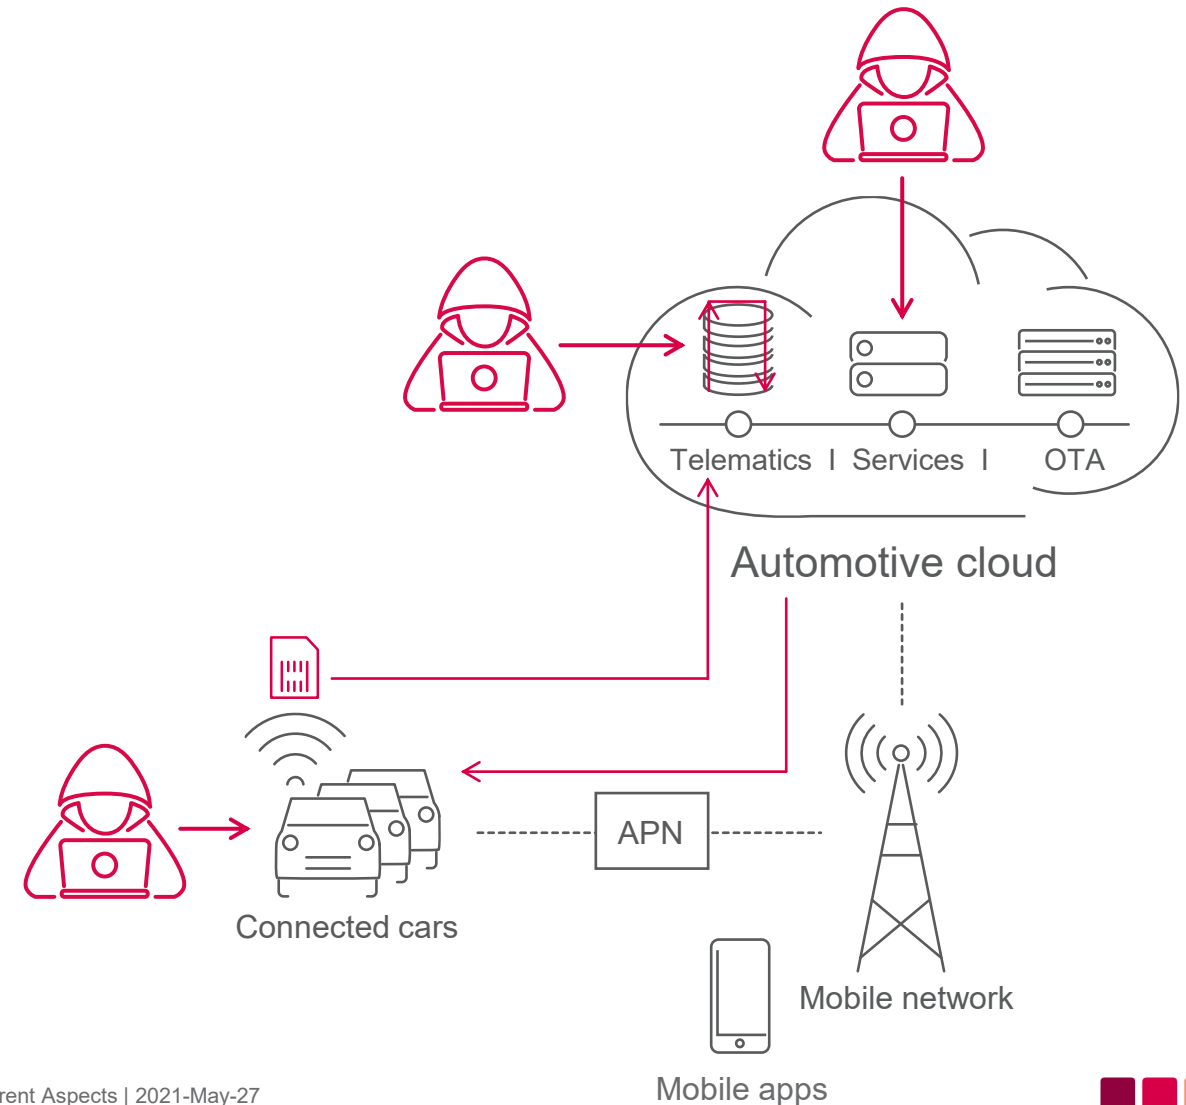 Telematics I Services I OTA
Automotive cloud
APN
Connected cars
Mobile network
Mobile apps
rent Aspects | 2021-May-27